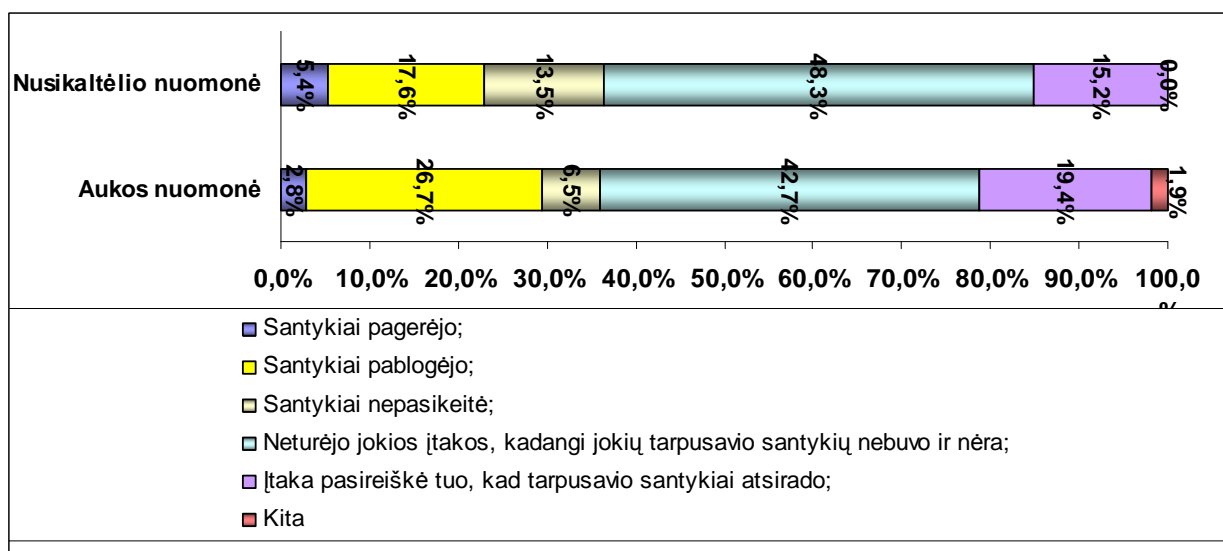 Nusikaltėlio nuomonė
5,4% 17,6% 13,5% 48,3% 15,2% 0,0%
Aukos nuomonė
2,8% 26,7% 6,5% 42,7% 19,4% 1,9%
0,0% 10,0% 20,0% 30,0% 40,0% 50,0% 60,0% 70,0% 80,0% 90,0% 100,0
%
Santykiai pagerėjo;
Santykiai pablogėjo;
Santykiai nepasikeitė;
Neturėjo jokios įtakos, kadangi jokių tarpusavio santykių nebuvo ir nėra;
Įtaka pasireiškė tuo, kad tarpusavio santykiai atsirado;
Kita